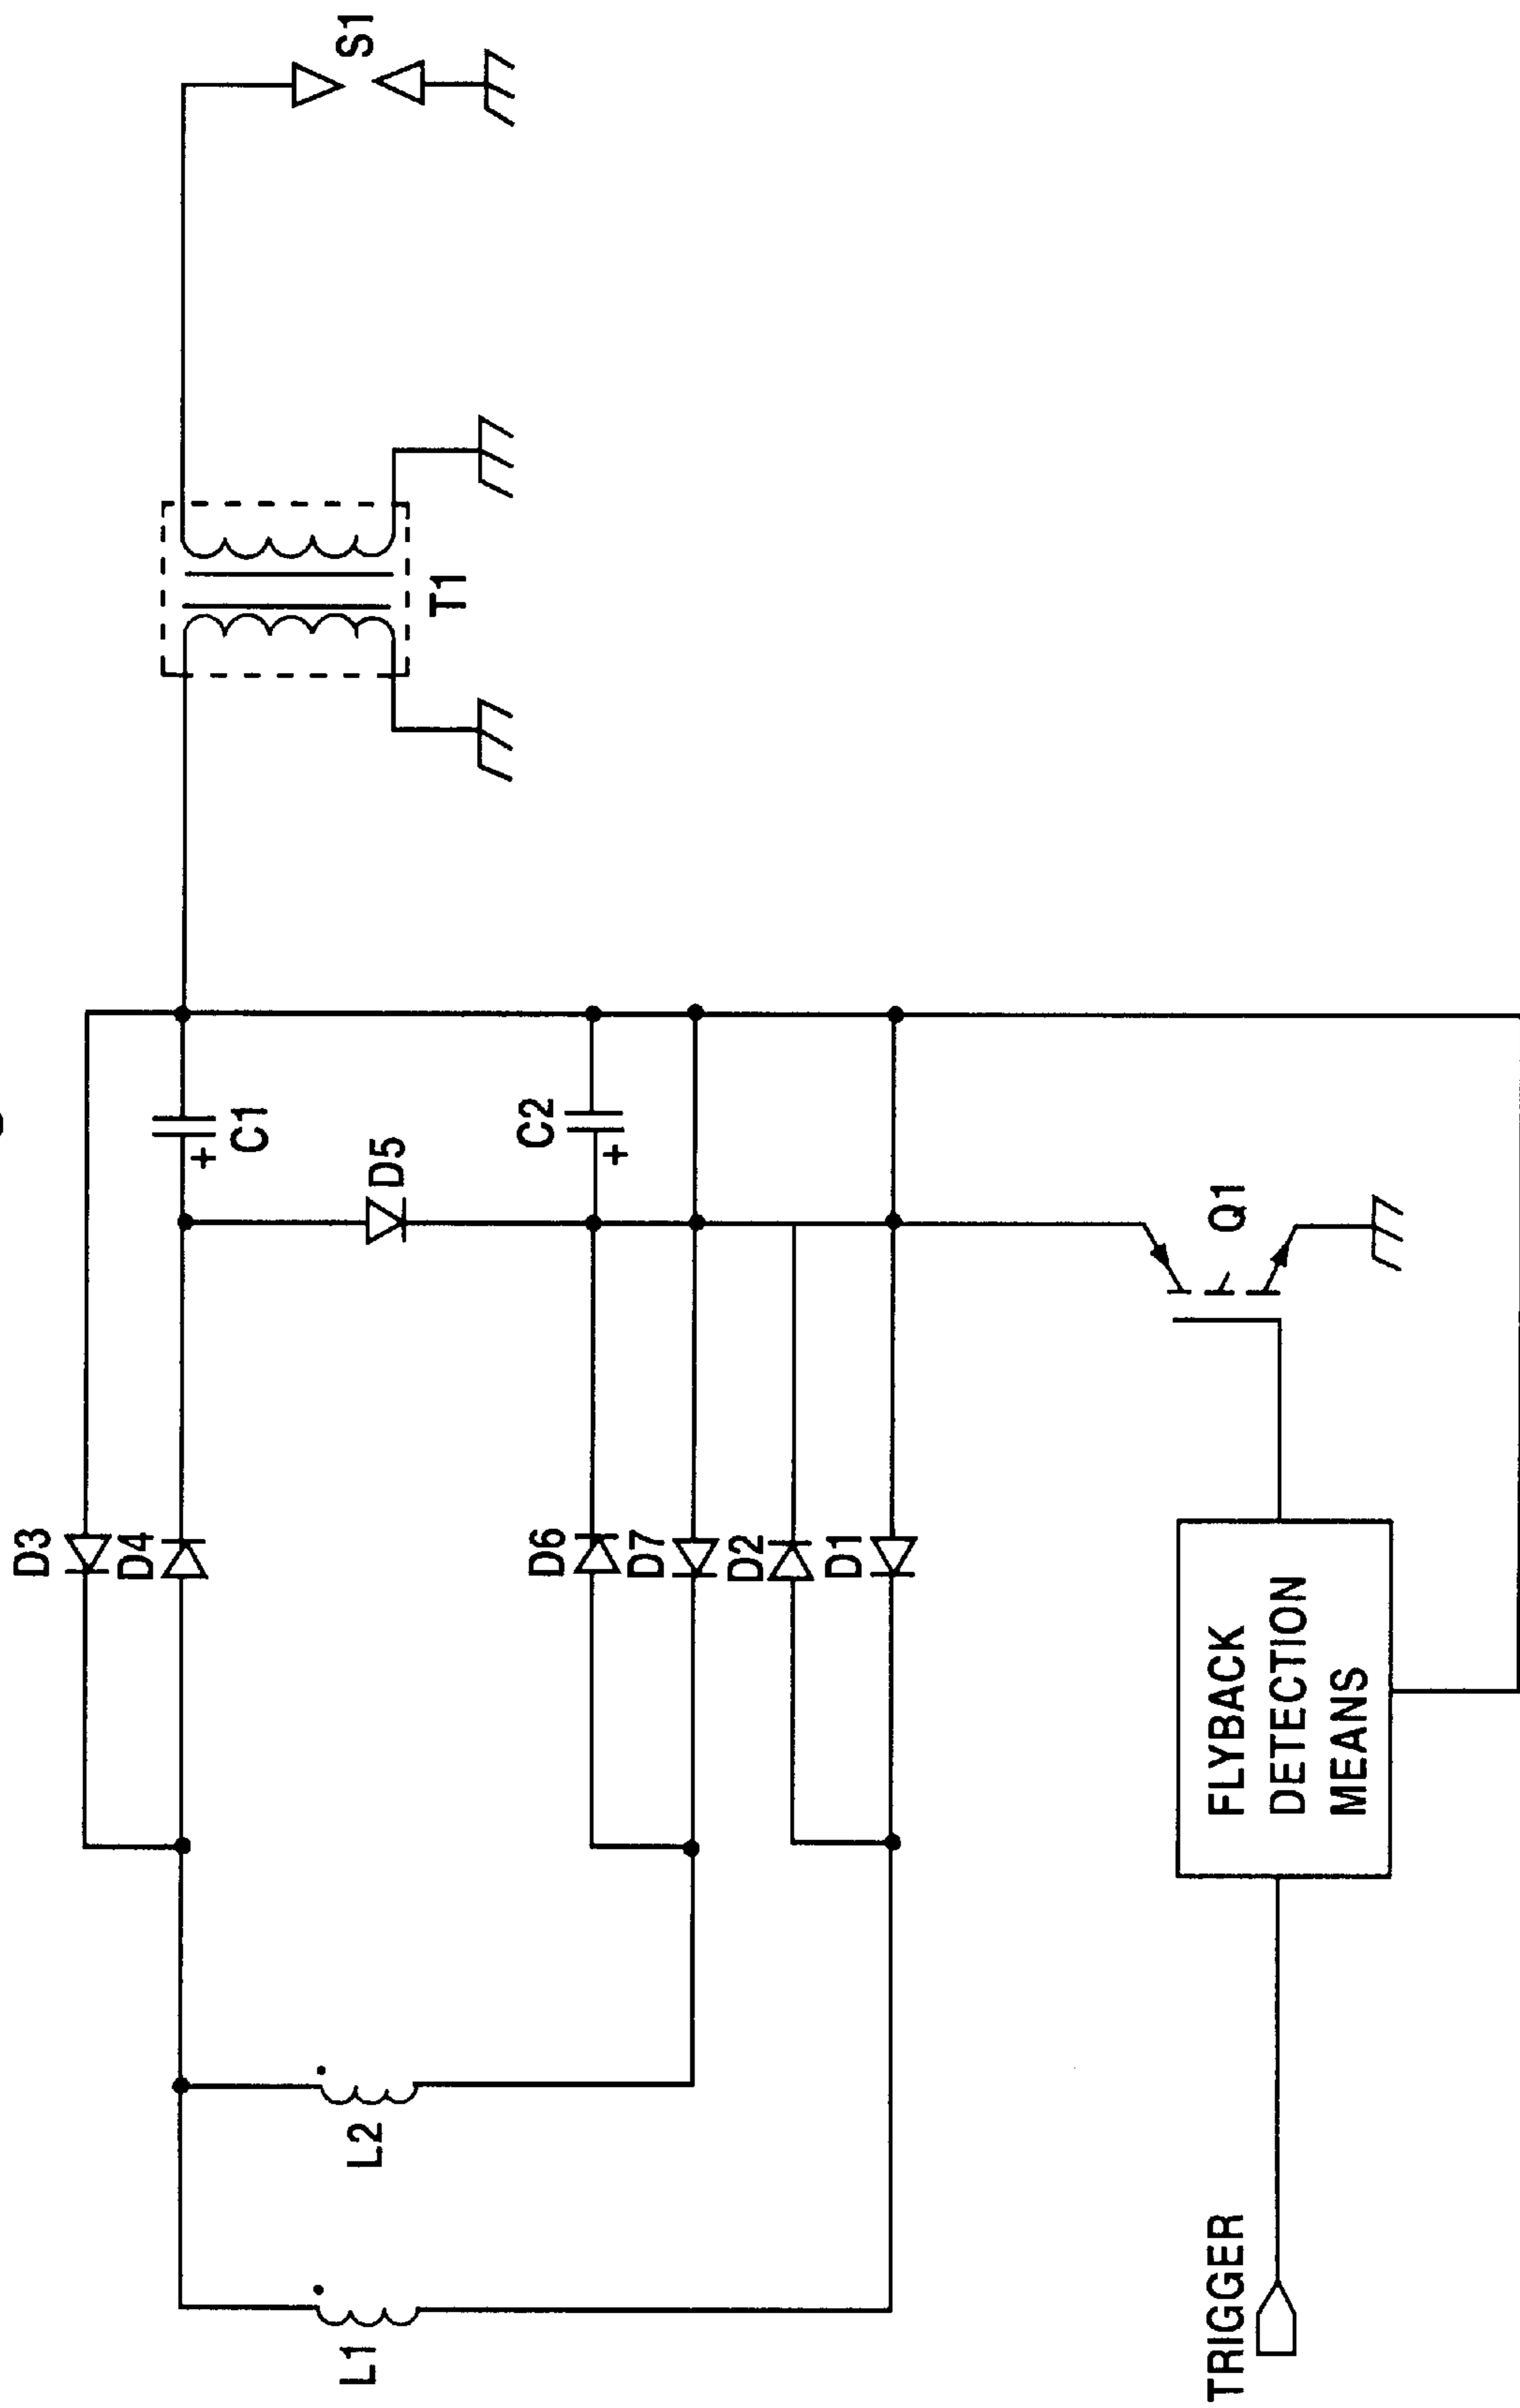 S1
T1
D3
D4
C1
+
D5
C2
+
D6
D7
D2
D1
Q1
L2
L1
FLYBACK
DETECTION
MEANS
TRIGGER